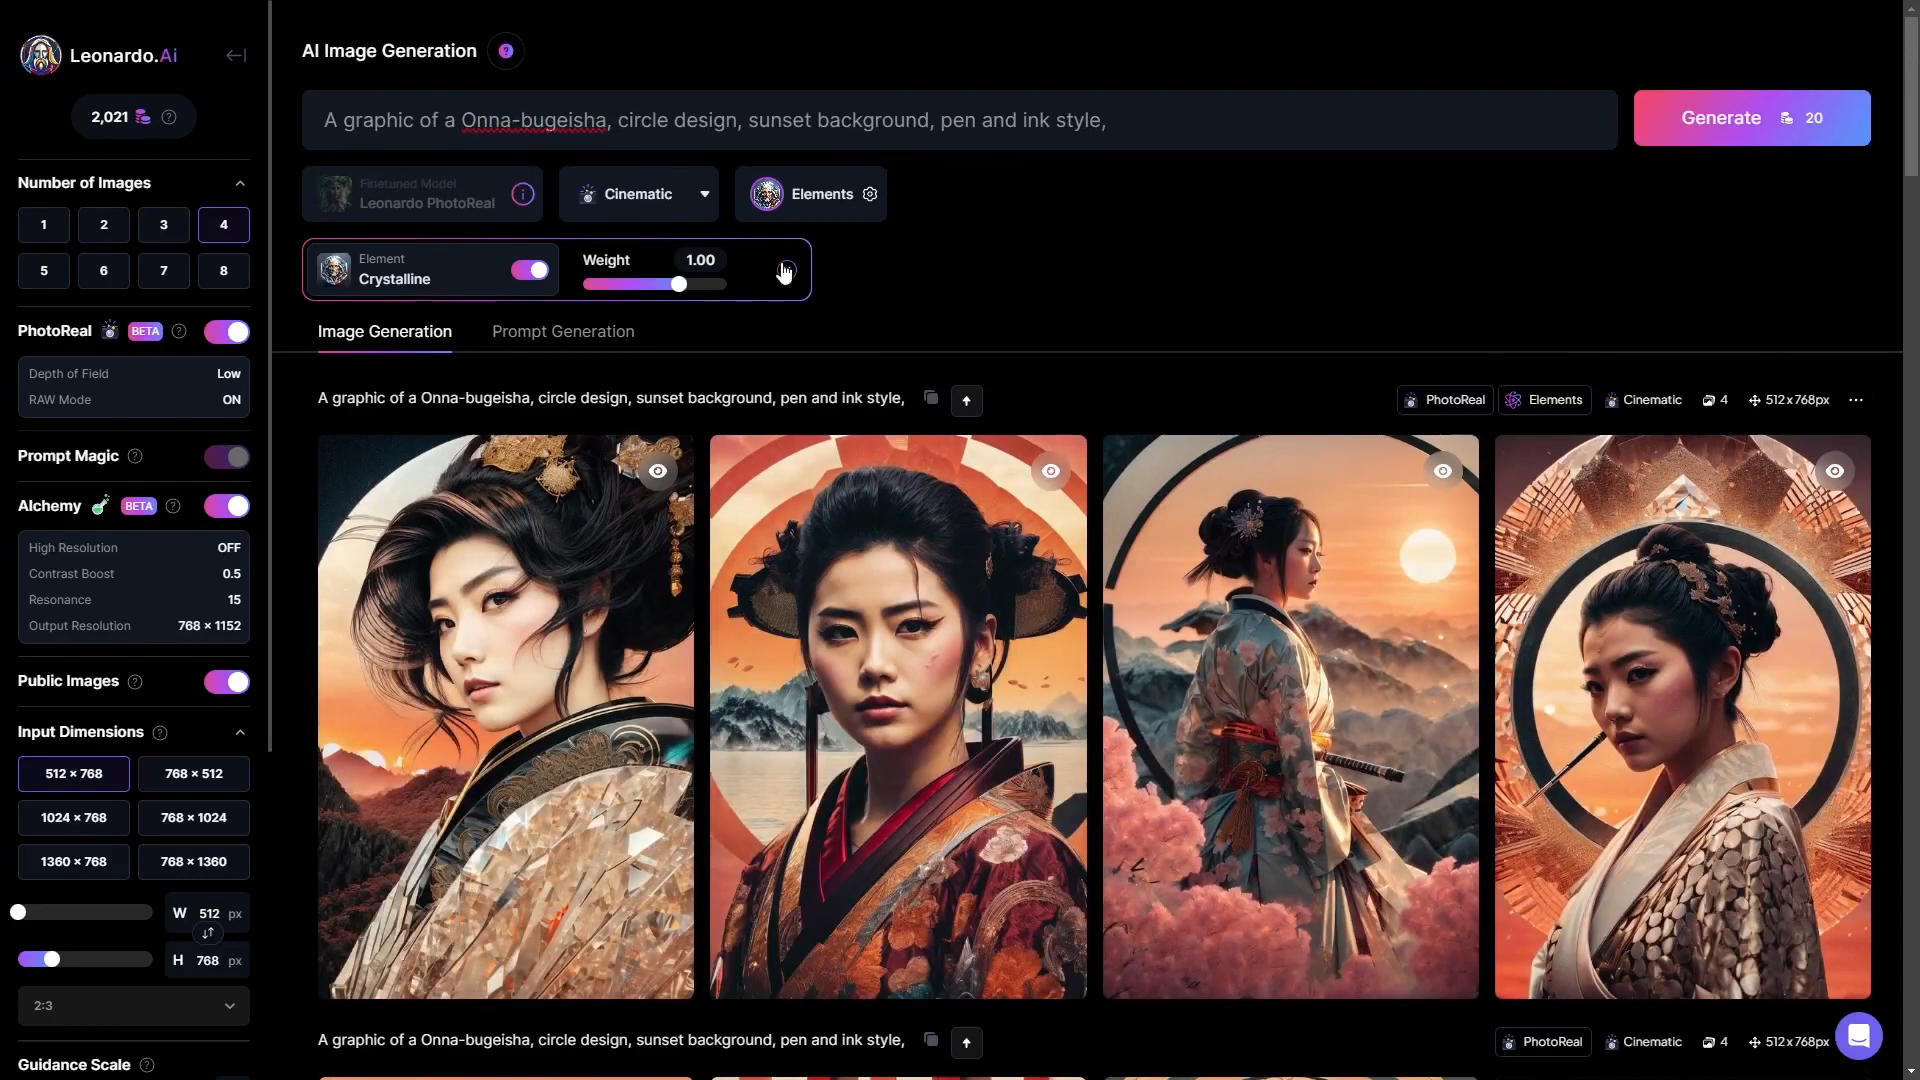 Leonardo.Ai
2,021
Number of Images
1 2 3 4
5 6 7 8
PhotoReal BETA
Depth of Field Low
RAW Mode ON
Prompt Magic
Alchemy BETA
High Resolution OFF
Contrast Boost 0.5
Resonance 15
Output Resolution 768 × 1152
Public Images
Input Dimensions
512 × 768 768 × 512
1024 × 768 768 × 1024
1360 × 768 768 × 1360
W 512 px
H 768 px
2:3
Guidance Scale
AI Image Generation
A graphic of a Onna-bugeisha, circle design, sunset background, pen and ink style,
Generate 20
Finetuned Model
Leonardo PhotoReal
Cinematic
Elements
Element
Crystalline
Weight 1.00
Image Generation Prompt Generation
A graphic of a Onna-bugeisha, circle design, sunset background, pen and ink style,
PhotoReal Elements Cinematic 4 512x768px
A graphic of a Onna-bugeisha, circle design, sunset background, pen and ink style,
PhotoReal Cinematic 4 512x768px